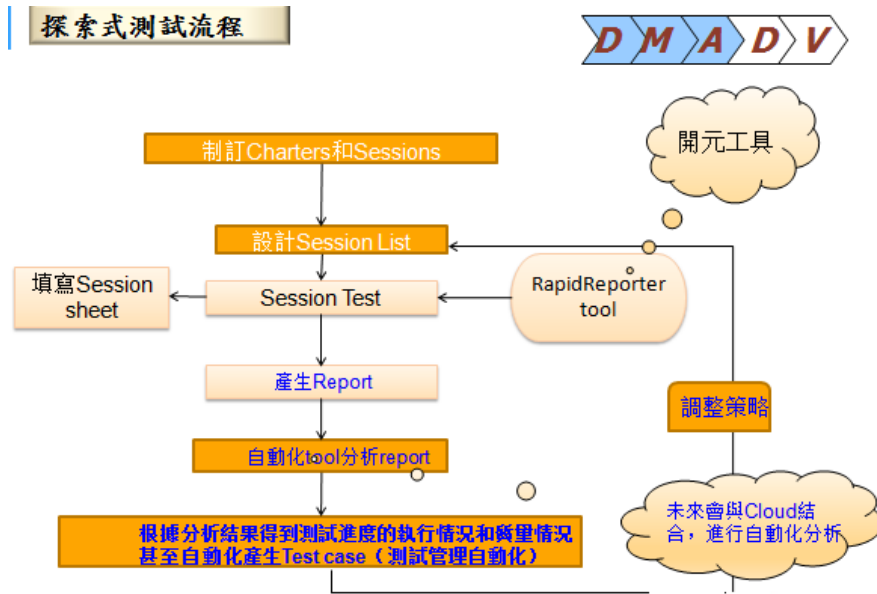 探索式測試流程
D M A D V
開元工具
制訂Charters和Sessions
設計Session List
填寫Session
sheet
Session Test
RapidReporter
tool
產生Report
調整策略
自動化tool分析report
未來會與Cloud結
合，進行自動化分析
根據分析結果得到測試進度的執行情況和質量情況
甚至自動化產生Test case（測試管理自動化）